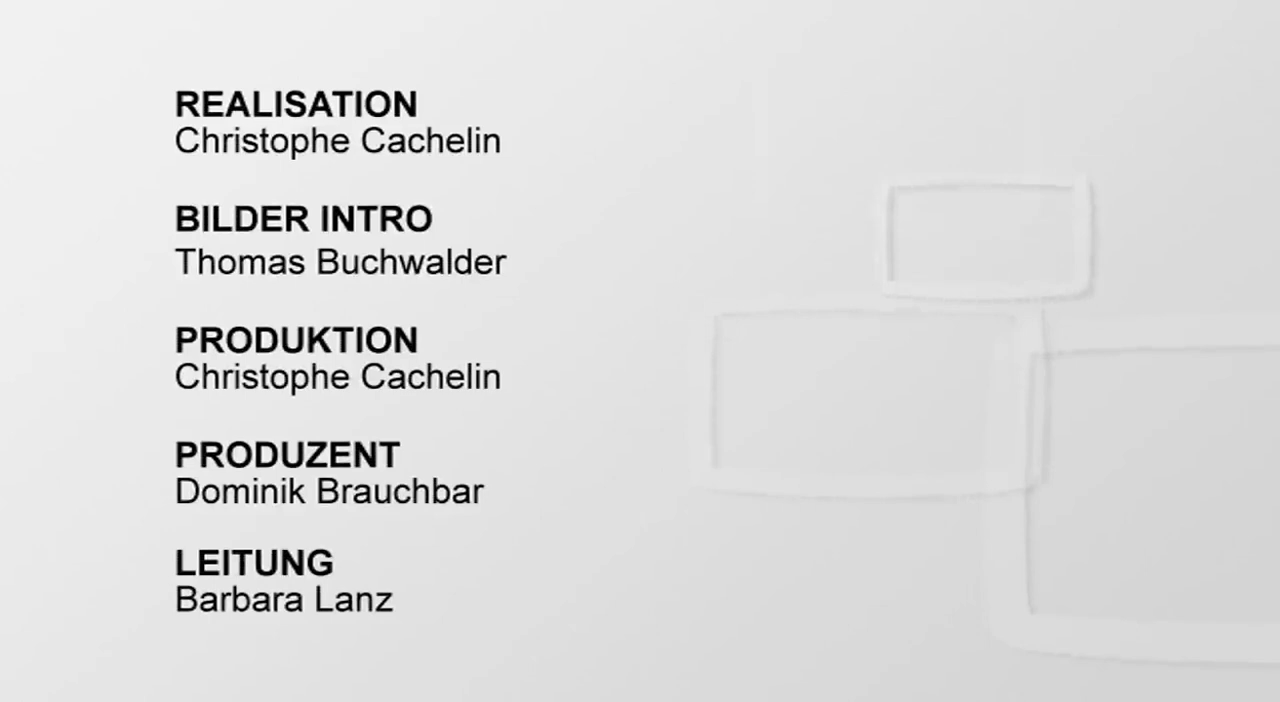 REALISATION
Christophe Cachelin
BILDER INTRO
Thomas Buchwalder
PRODUKTION
Christophe Cachelin
PRODUZENT
Dominik Brauchbar
LEITUNG
Barbara Lanz